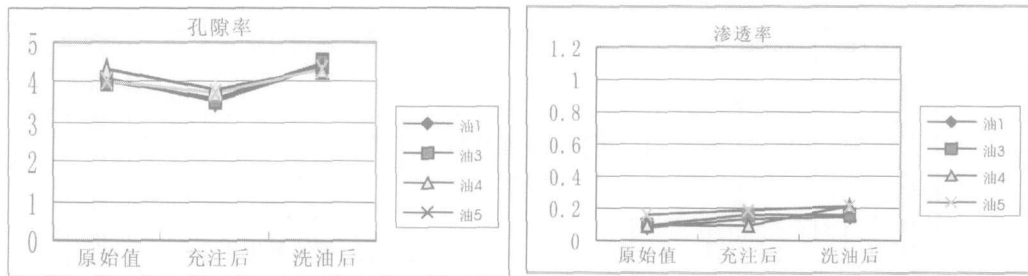 孔隙率
5
4
3
2
1
0
原始值 充注后 洗油后
油1
油3
油4
油5
渗透率
1.2
1
0.8
0.6
0.4
0.2
0
原始值 充注后 洗油后
油1
油3
油4
油5